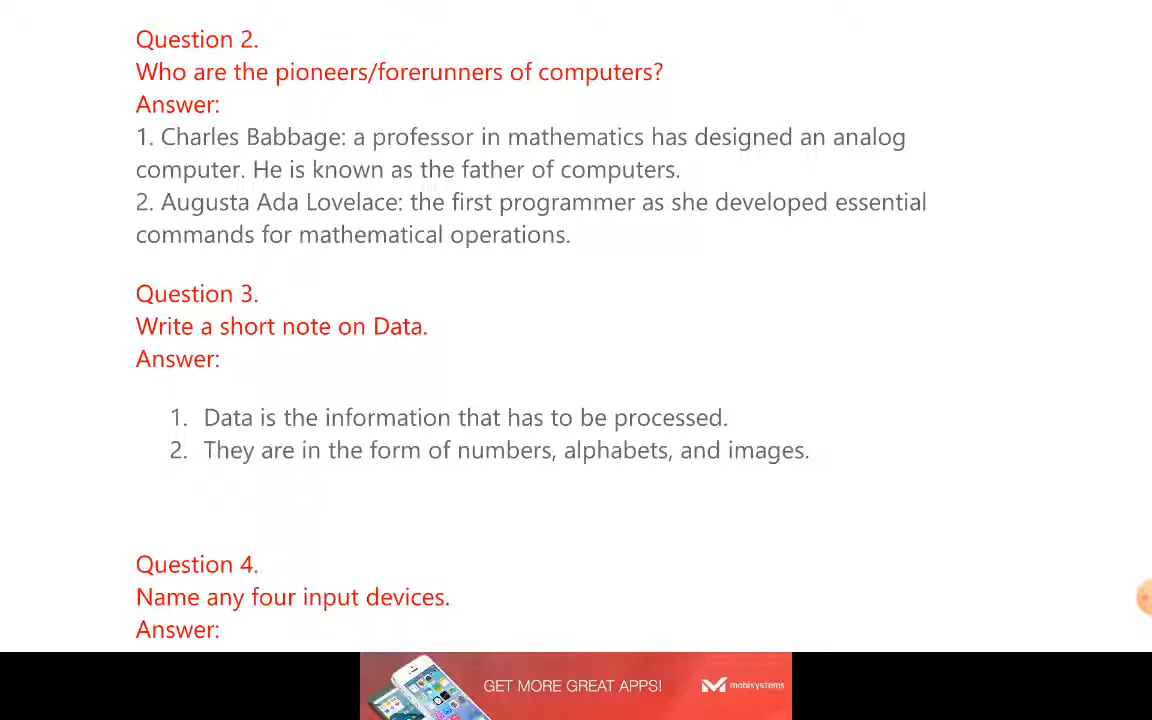 Question 2.
Who are the pioneers/forerunners of computers?
Answer:
1. Charles Babbage: a professor in mathematics has designed an analog
computer. He is known as the father of computers.
2. Augusta Ada Lovelace: the first programmer as she developed essential
commands for mathematical operations.
Question 3.
Write a short note on Data.
Answer:
1. Data is the information that has to be processed.
2. They are in the form of numbers, alphabets, and images.
Question 4.
Name any four input devices.
Answer:
GET MORE GREAT APPS!
mobisystems